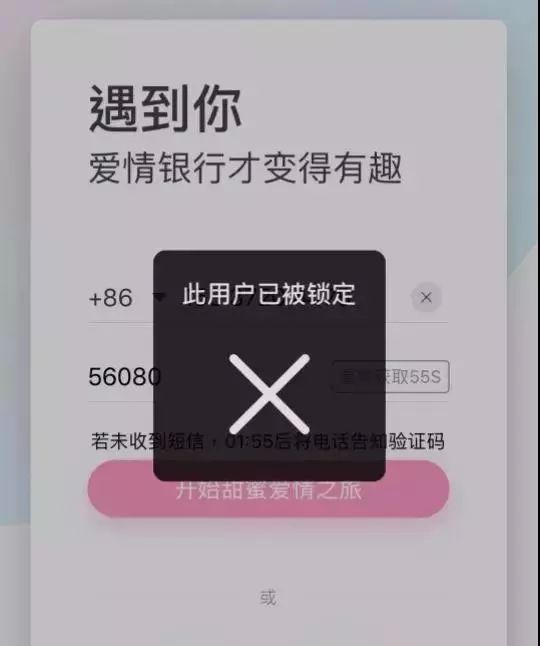 遇到你
爱情银行才变得有趣
此用户已被锁定
+86
56080
获取55S
若未收到短信，01:55后将电话告知验证码
开始甜蜜爱情之旅
或